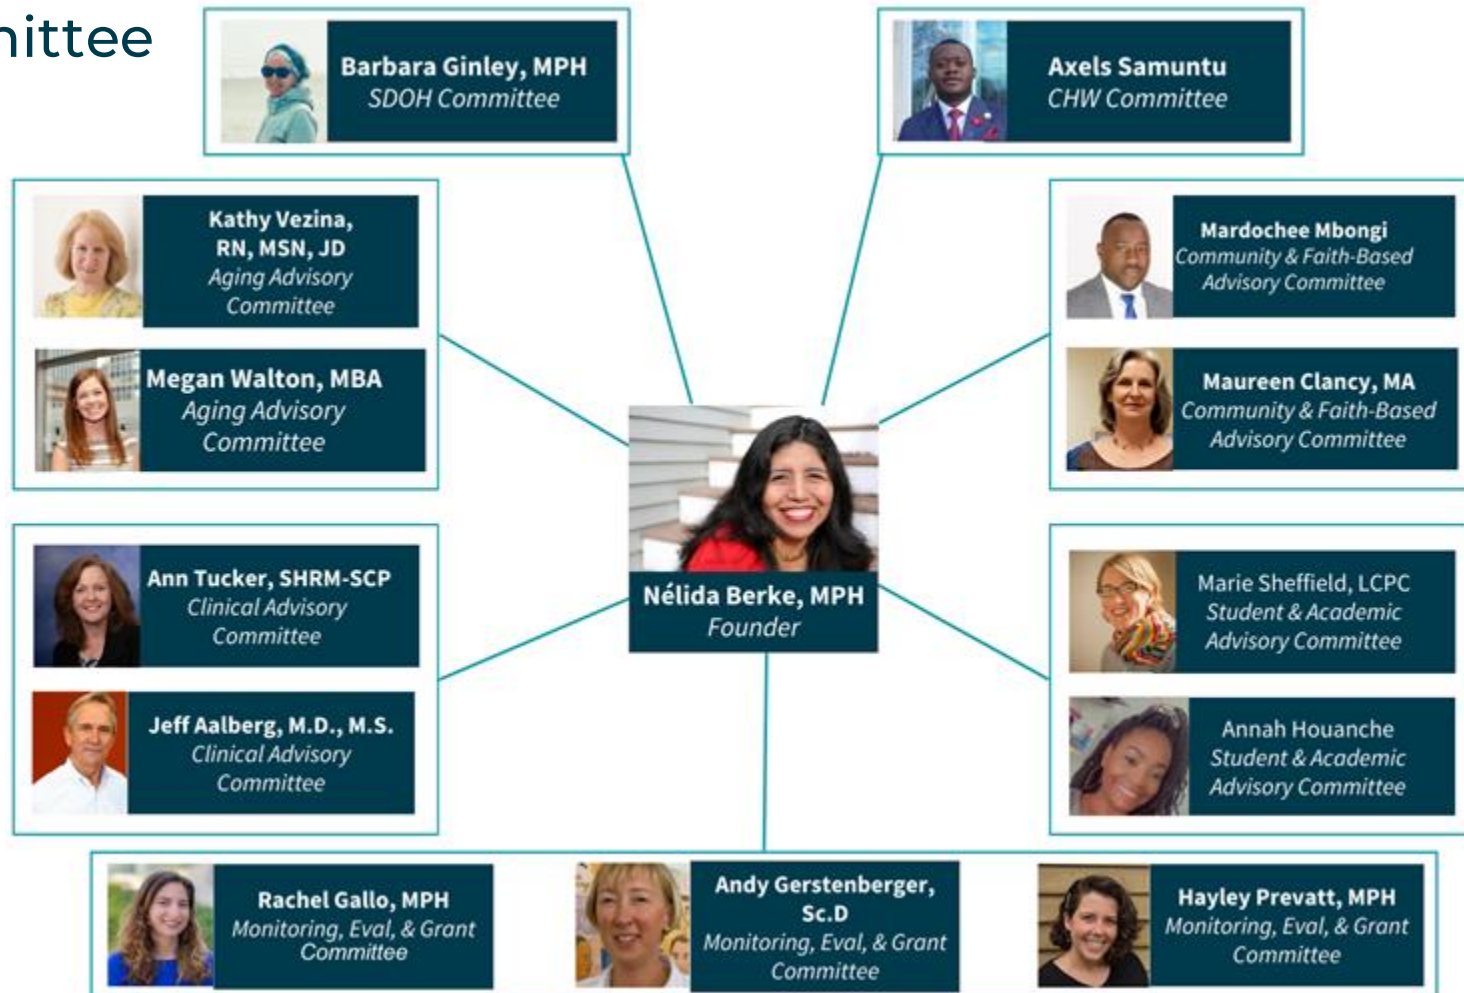 mittee
Barbara Ginley, MPH
SDOH Committee
Axels Samuntu
CHW Committee
Kathy Vezina,
RN, MSN, JD
Aging Advisory
Committee
Megan Walton, MBA
Aging Advisory
Committee
Mardochee Mbongi
Community & Faith-Based
Advisory Committee
Maureen Clancy, MA
Community & Faith-Based
Advisory Committee
Nélida Berke, MPH
Founder
Ann Tucker, SHRM-SCP
Clinical Advisory
Committee
Jeff Aalberg, M.D., M.S.
Clinical Advisory
Committee
Marie Sheffield, LCPC
Student & Academic
Advisory Committee
Annah Houanche
Student & Academic
Advisory Committee
Rachel Gallo, MPH
Monitoring, Eval, & Grant
Committee
Andy Gerstenberger,
Sc.D
Monitoring, Eval, & Grant
Committee
Hayley Prevatt, MPH
Monitoring, Eval, & Grant
Committee